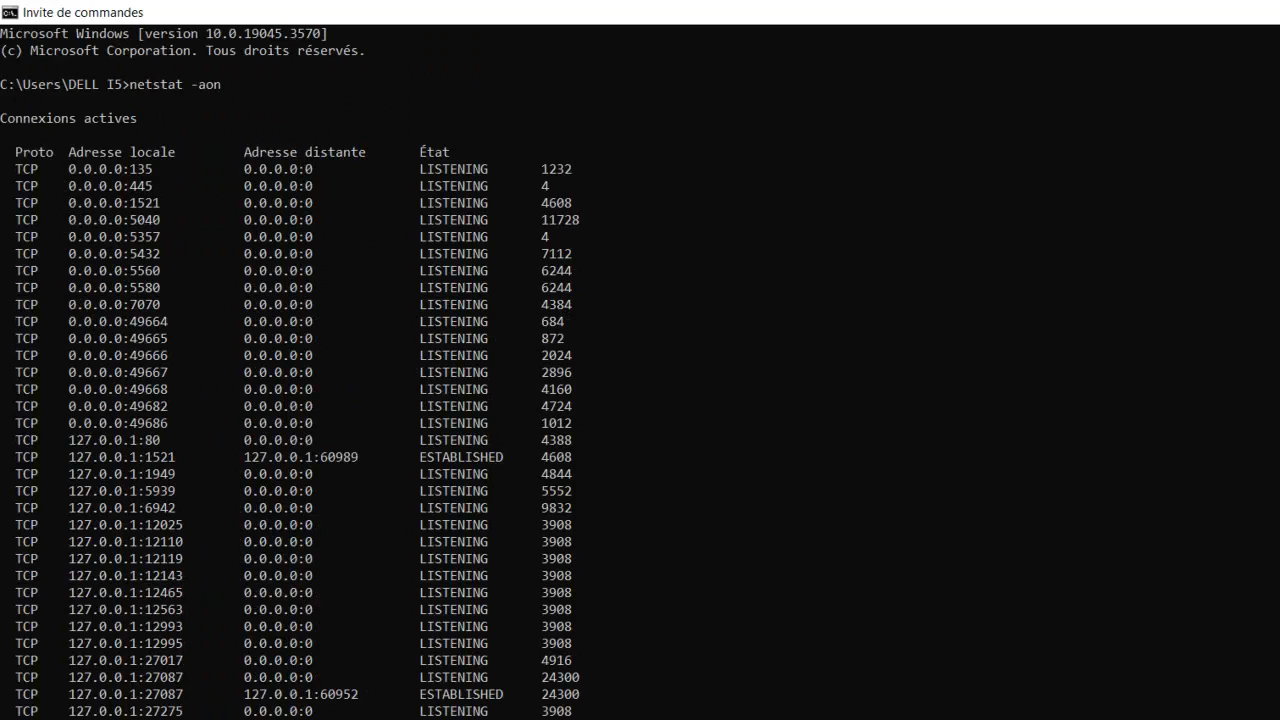 Invite de commandes
Microsoft Windows [version 10.0.19045.3570]
(c) Microsoft Corporation. Tous droits réservés.
C:\Users\DELL I5>netstat -aon
Connexions actives
Proto Adresse locale Adresse distante État
TCP 0.0.0.0:135 0.0.0.0:0 LISTENING 1232
TCP 0.0.0.0:445 0.0.0.0:0 LISTENING 4
TCP 0.0.0.0:1521 0.0.0.0:0 LISTENING 4608
TCP 0.0.0.0:5040 0.0.0.0:0 LISTENING 11728
TCP 0.0.0.0:5357 0.0.0.0:0 LISTENING 4
TCP 0.0.0.0:5432 0.0.0.0:0 LISTENING 7112
TCP 0.0.0.0:5560 0.0.0.0:0 LISTENING 6244
TCP 0.0.0.0:5580 0.0.0.0:0 LISTENING 6244
TCP 0.0.0.0:7070 0.0.0.0:0 LISTENING 4384
TCP 0.0.0.0:49664 0.0.0.0:0 LISTENING 684
TCP 0.0.0.0:49665 0.0.0.0:0 LISTENING 872
TCP 0.0.0.0:49666 0.0.0.0:0 LISTENING 2024
TCP 0.0.0.0:49667 0.0.0.0:0 LISTENING 2896
TCP 0.0.0.0:49668 0.0.0.0:0 LISTENING 4160
TCP 0.0.0.0:49682 0.0.0.0:0 LISTENING 4724
TCP 0.0.0.0:49686 0.0.0.0:0 LISTENING 1012
TCP 127.0.0.1:80 0.0.0.0:0 LISTENING 4388
TCP 127.0.0.1:1521 127.0.0.1:60989 ESTABLISHED 4608
TCP 127.0.0.1:1949 0.0.0.0:0 LISTENING 4844
TCP 127.0.0.1:5939 0.0.0.0:0 LISTENING 5552
TCP 127.0.0.1:6942 0.0.0.0:0 LISTENING 9832
TCP 127.0.0.1:12025 0.0.0.0:0 LISTENING 3908
TCP 127.0.0.1:12110 0.0.0.0:0 LISTENING 3908
TCP 127.0.0.1:12119 0.0.0.0:0 LISTENING 3908
TCP 127.0.0.1:12143 0.0.0.0:0 LISTENING 3908
TCP 127.0.0.1:12465 0.0.0.0:0 LISTENING 3908
TCP 127.0.0.1:12563 0.0.0.0:0 LISTENING 3908
TCP 127.0.0.1:12993 0.0.0.0:0 LISTENING 3908
TCP 127.0.0.1:12995 0.0.0.0:0 LISTENING 3908
TCP 127.0.0.1:27017 0.0.0.0:0 LISTENING 4916
TCP 127.0.0.1:27087 0.0.0.0:0 LISTENING 24300
TCP 127.0.0.1:27087 127.0.0.1:60952 ESTABLISHED 24300
TCP 127.0.0.1:27275 0.0.0.0:0 LISTENING 3908